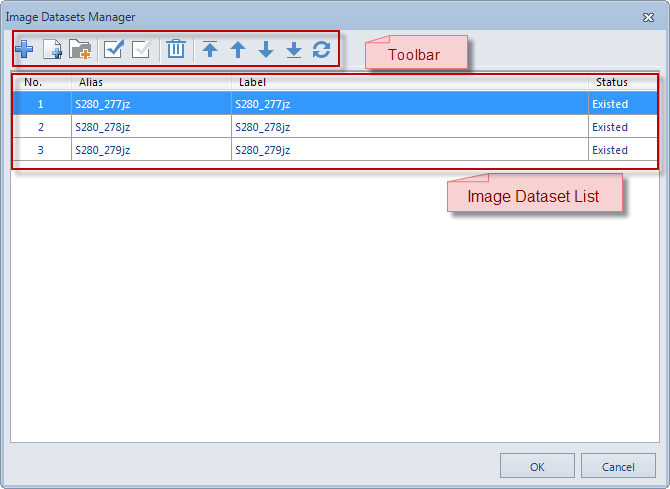 Image Datasets Manager
Toolbar
No. Alias Label Status
1 S280_277jz S280_277jz Existed
2 S280_278jz S280_278jz Existed
3 S280_279jz S280_279jz Existed
Image Dataset List
OK Cancel